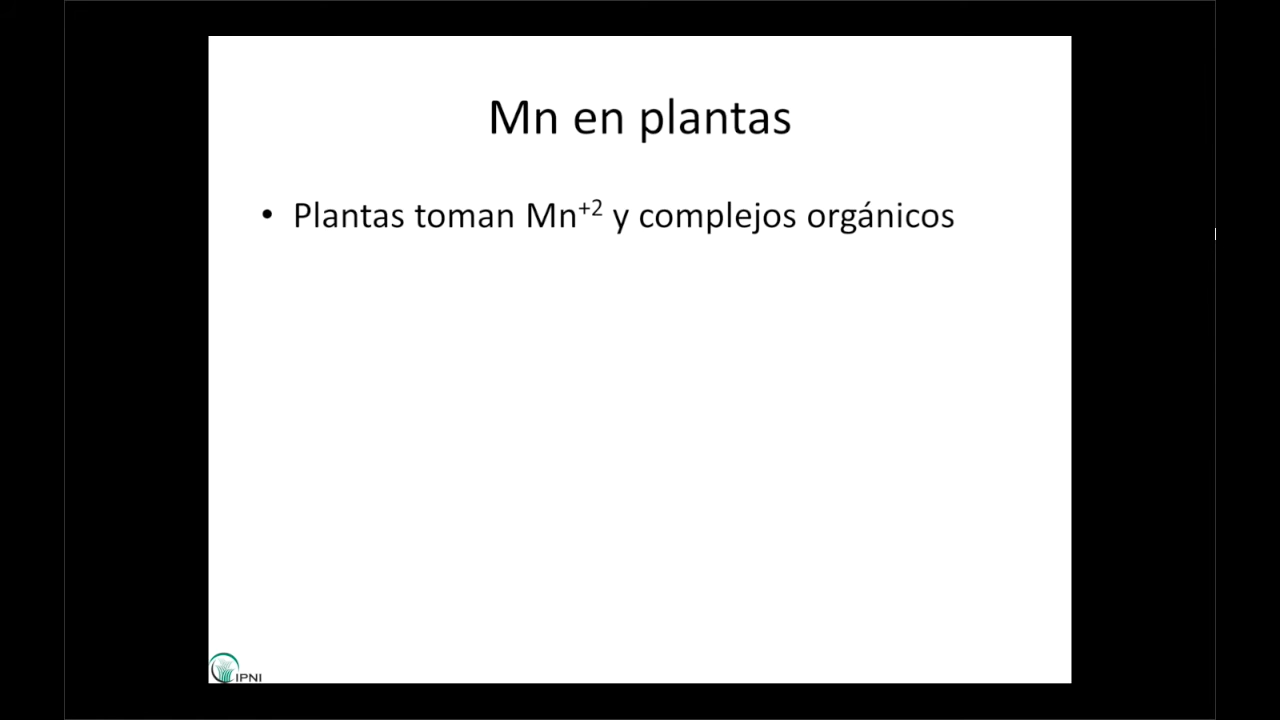 Mn en plantas
• Plantas toman Mn⁺² y complejos orgánicos
IPNI